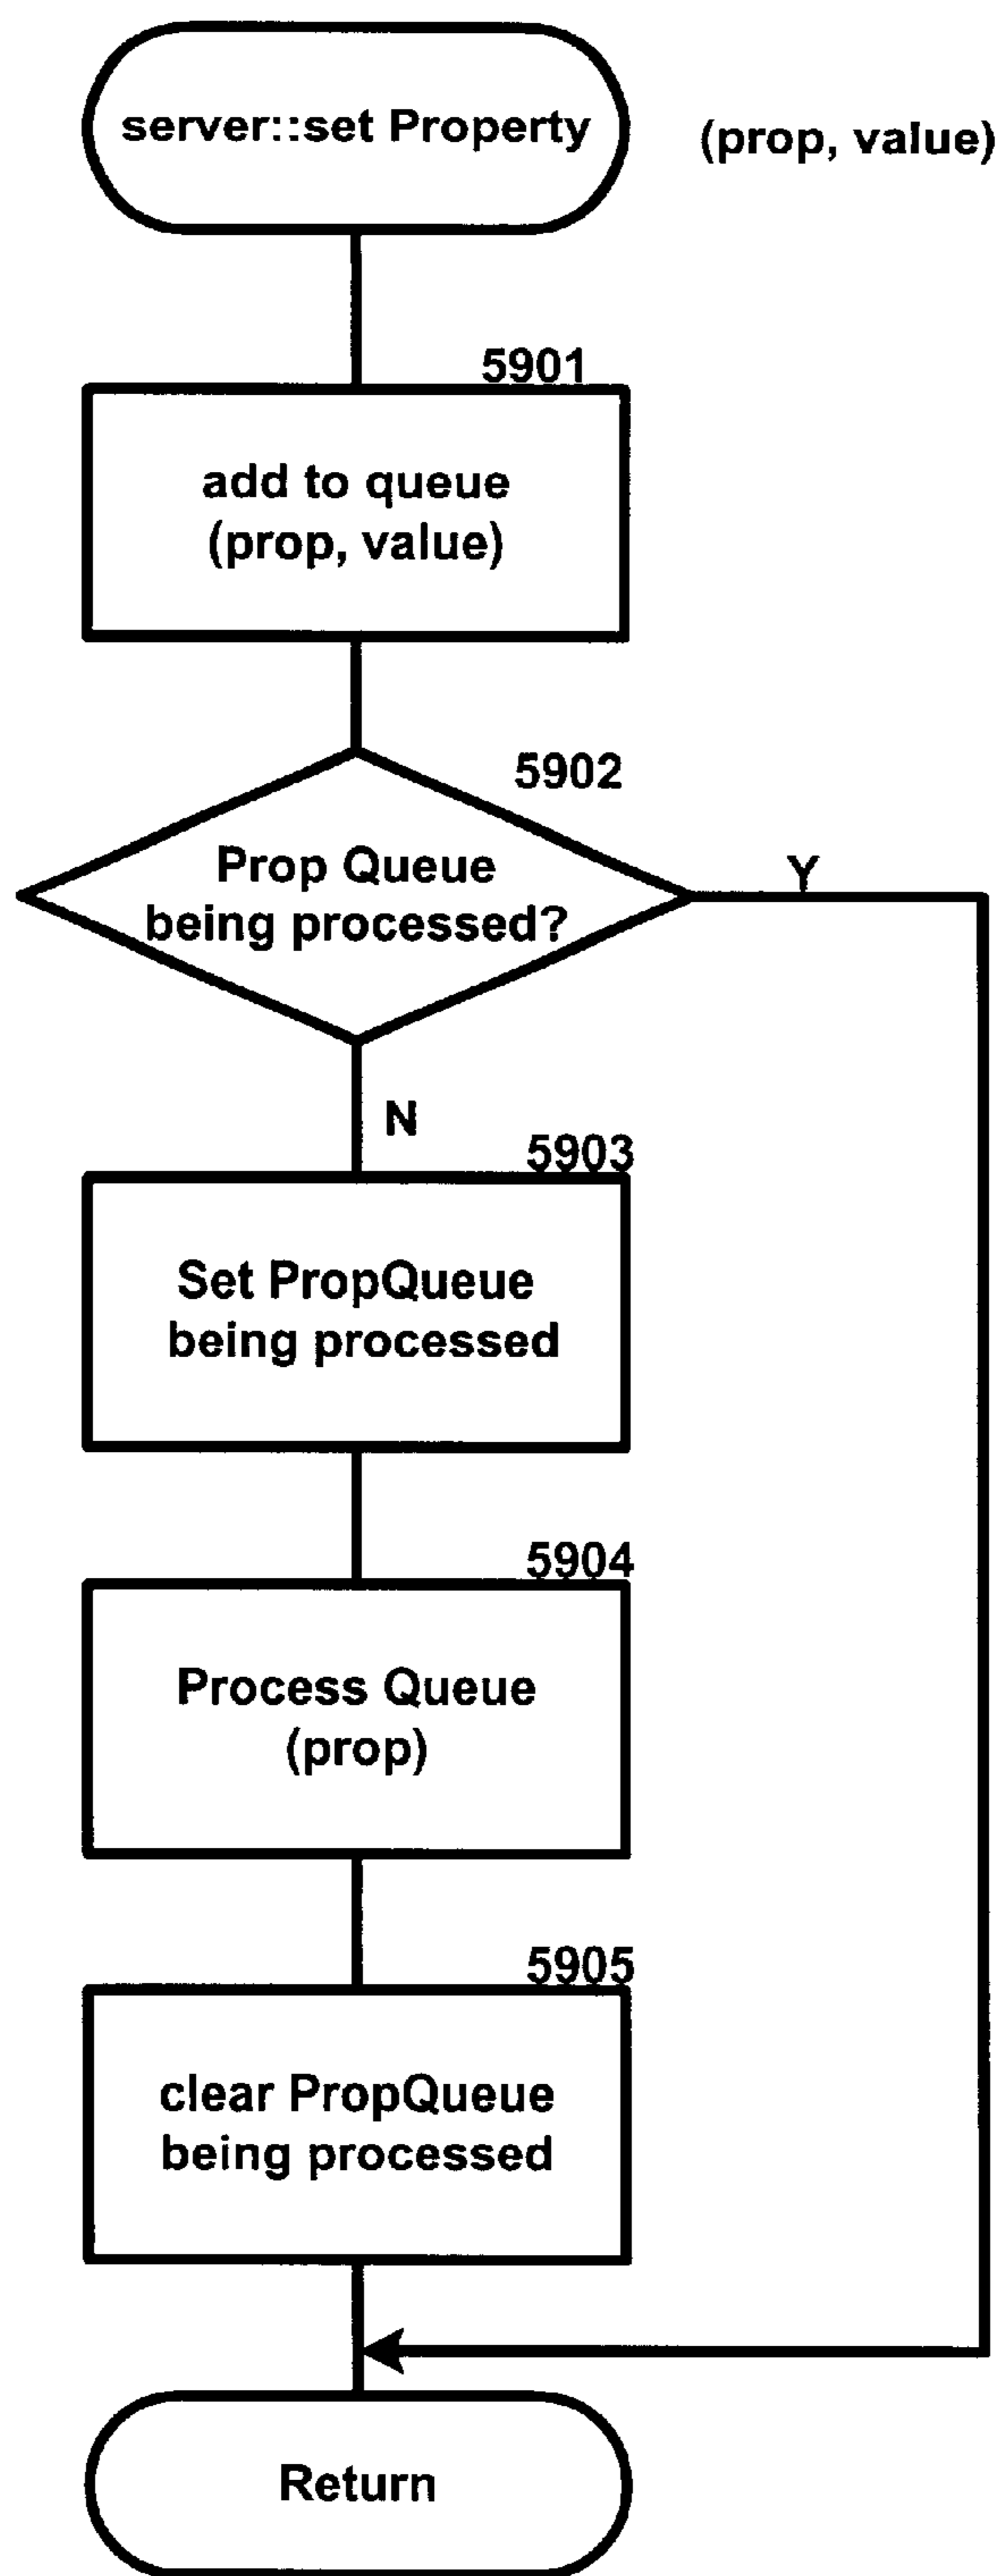 server::set Property
(prop, value)
5901
add to queue
(prop, value)
5902
Prop Queue
being processed?
Y
N
5903
Set PropQueue
being processed
5904
Process Queue
(prop)
5905
clear PropQueue
being processed
Return